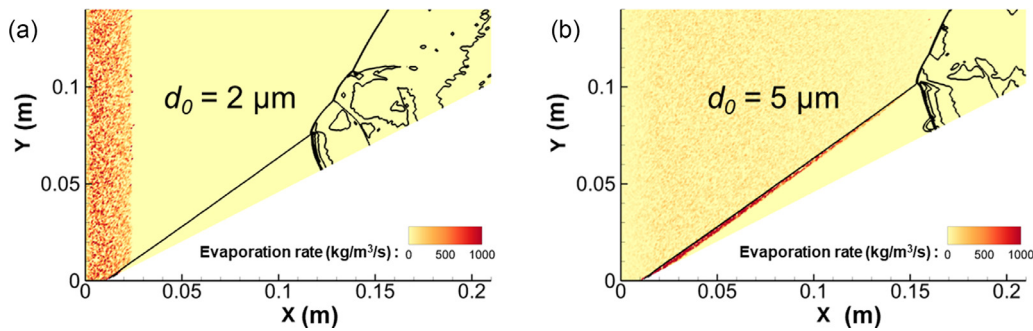 (a)
Y (m)
0.1
0.05
0
d₀ = 2 µm
Evaporation rate (kg/m³/s) :
0 500 1000
0 0.05 0.1 0.15 0.2
X (m)
(b)
Y (m)
0.1
0.05
0
d₀ = 5 µm
Evaporation rate (kg/m³/s) :
0 500 1000
0 0.05 0.1 0.15 0.2
X (m)